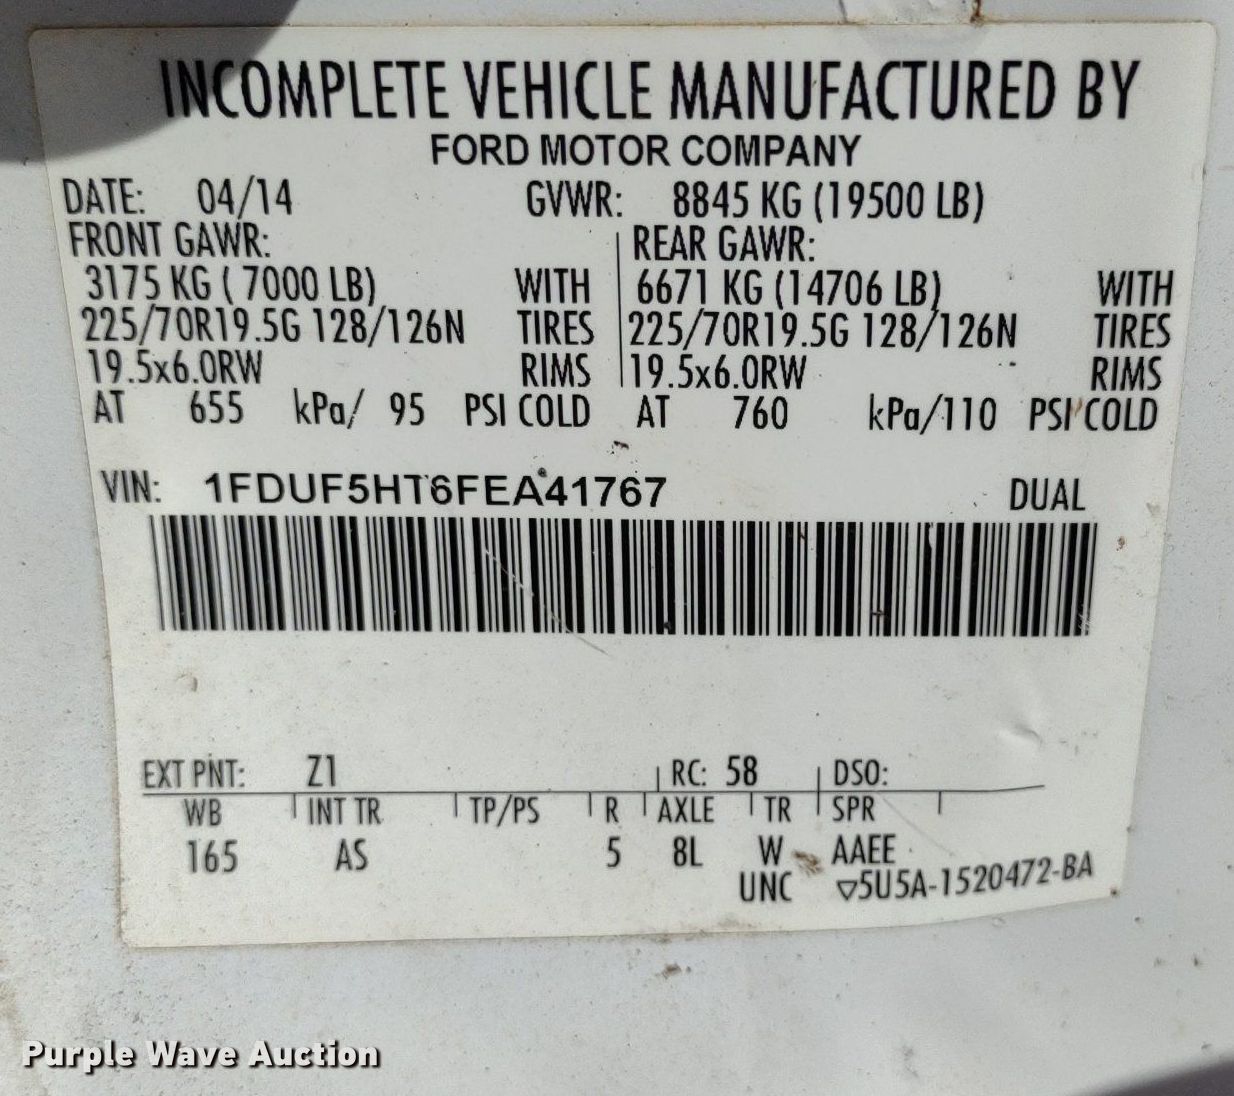 INCOMPLETE VEHICLE MANUFACTURED BY
FORD MOTOR COMPANY
DATE: 04/14 GVWR: 8845 KG (19500 LB)
FRONT GAWR: REAR GAWR:
3175 KG ( 7000 LB) WITH 6671 KG (14706 LB) WITH
225/70R19.5G 128/126N TIRES 225/70R19.5G 128/126N TIRES
19.5x6.0RW RIMS 19.5x6.0RW RIMS
AT 655 kPa/ 95 PSI COLD AT 760 kPa/110 PSI COLD
VIN: 1FDUF5HT6FEA41767 DUAL
EXT PNT: Z1 RC: 58 DSO:
WB INT TR TP/PS R AXLE TR SPR
165 AS 5 8L W AAEE
UNC ▽5U5A-1520472-BA
Purple Wave Auction